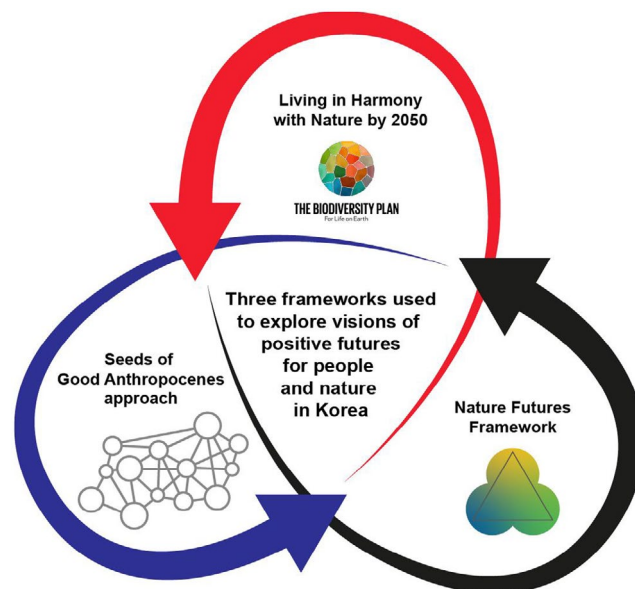 Living in Harmony
with Nature by 2050
THE BIODIVERSITY PLAN
For Life on Earth
Three frameworks used
to explore visions of
positive futures
for people
and nature
in Korea
Seeds of
Good Anthropocenes
approach
Nature Futures
Framework